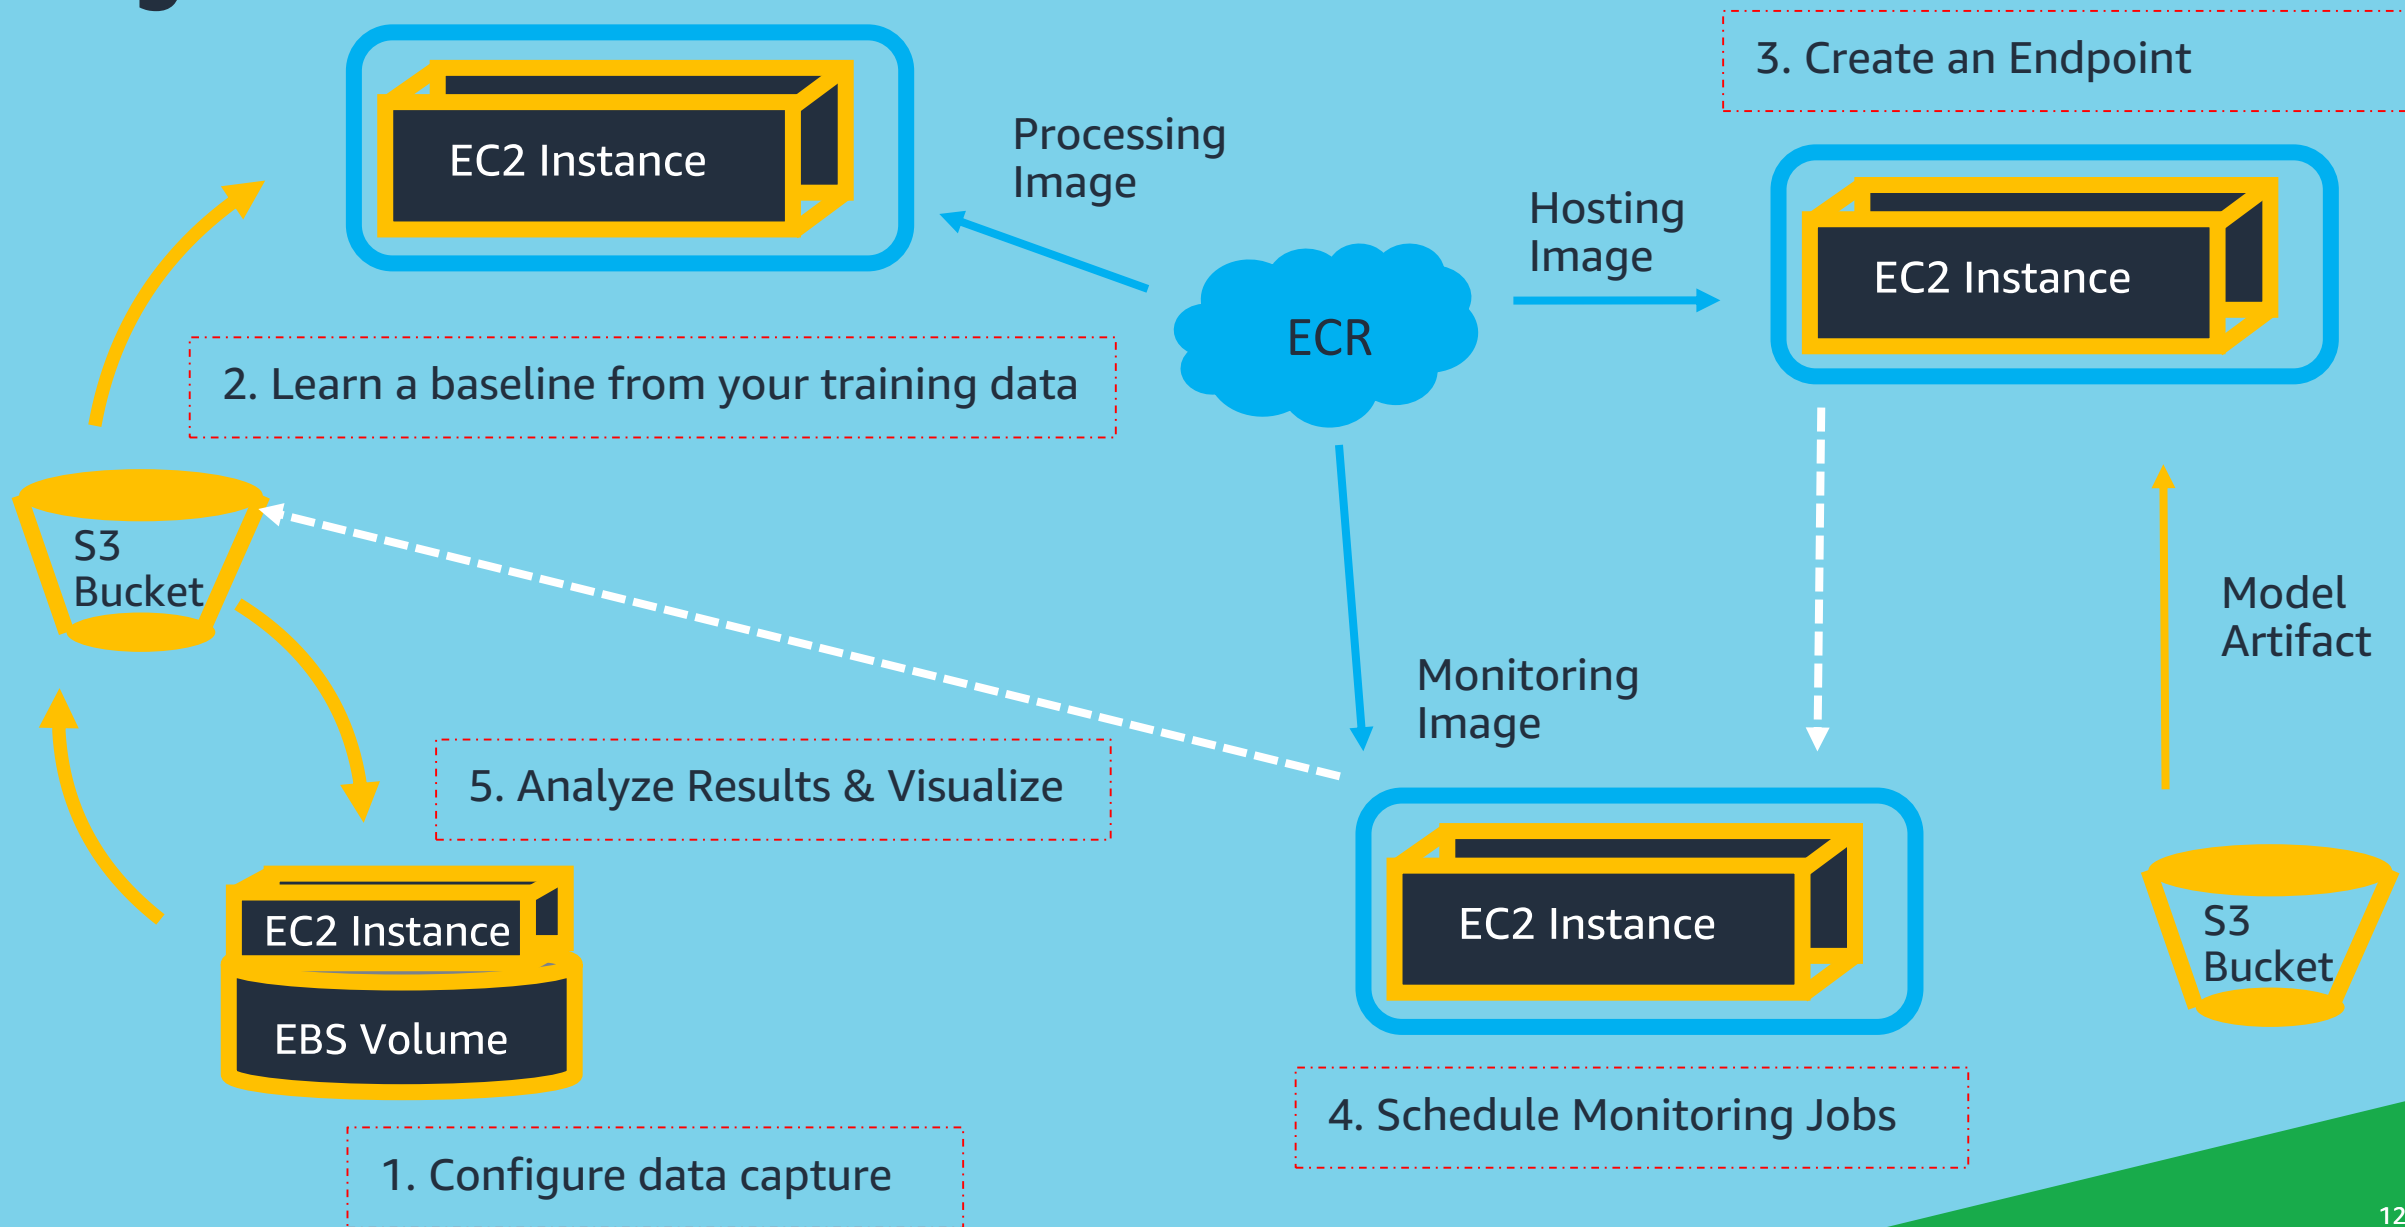 3. Create an Endpoint
EC2 Instance
Processing
Image
Hosting
Image
EC2 Instance
ECR
2. Learn a baseline from your training data
S3
Bucket
Model
Artifact
Monitoring
Image
5. Analyze Results & Visualize
EC2 Instance
EBS Volume
EC2 Instance
S3
Bucket
4. Schedule Monitoring Jobs
1. Configure data capture
12